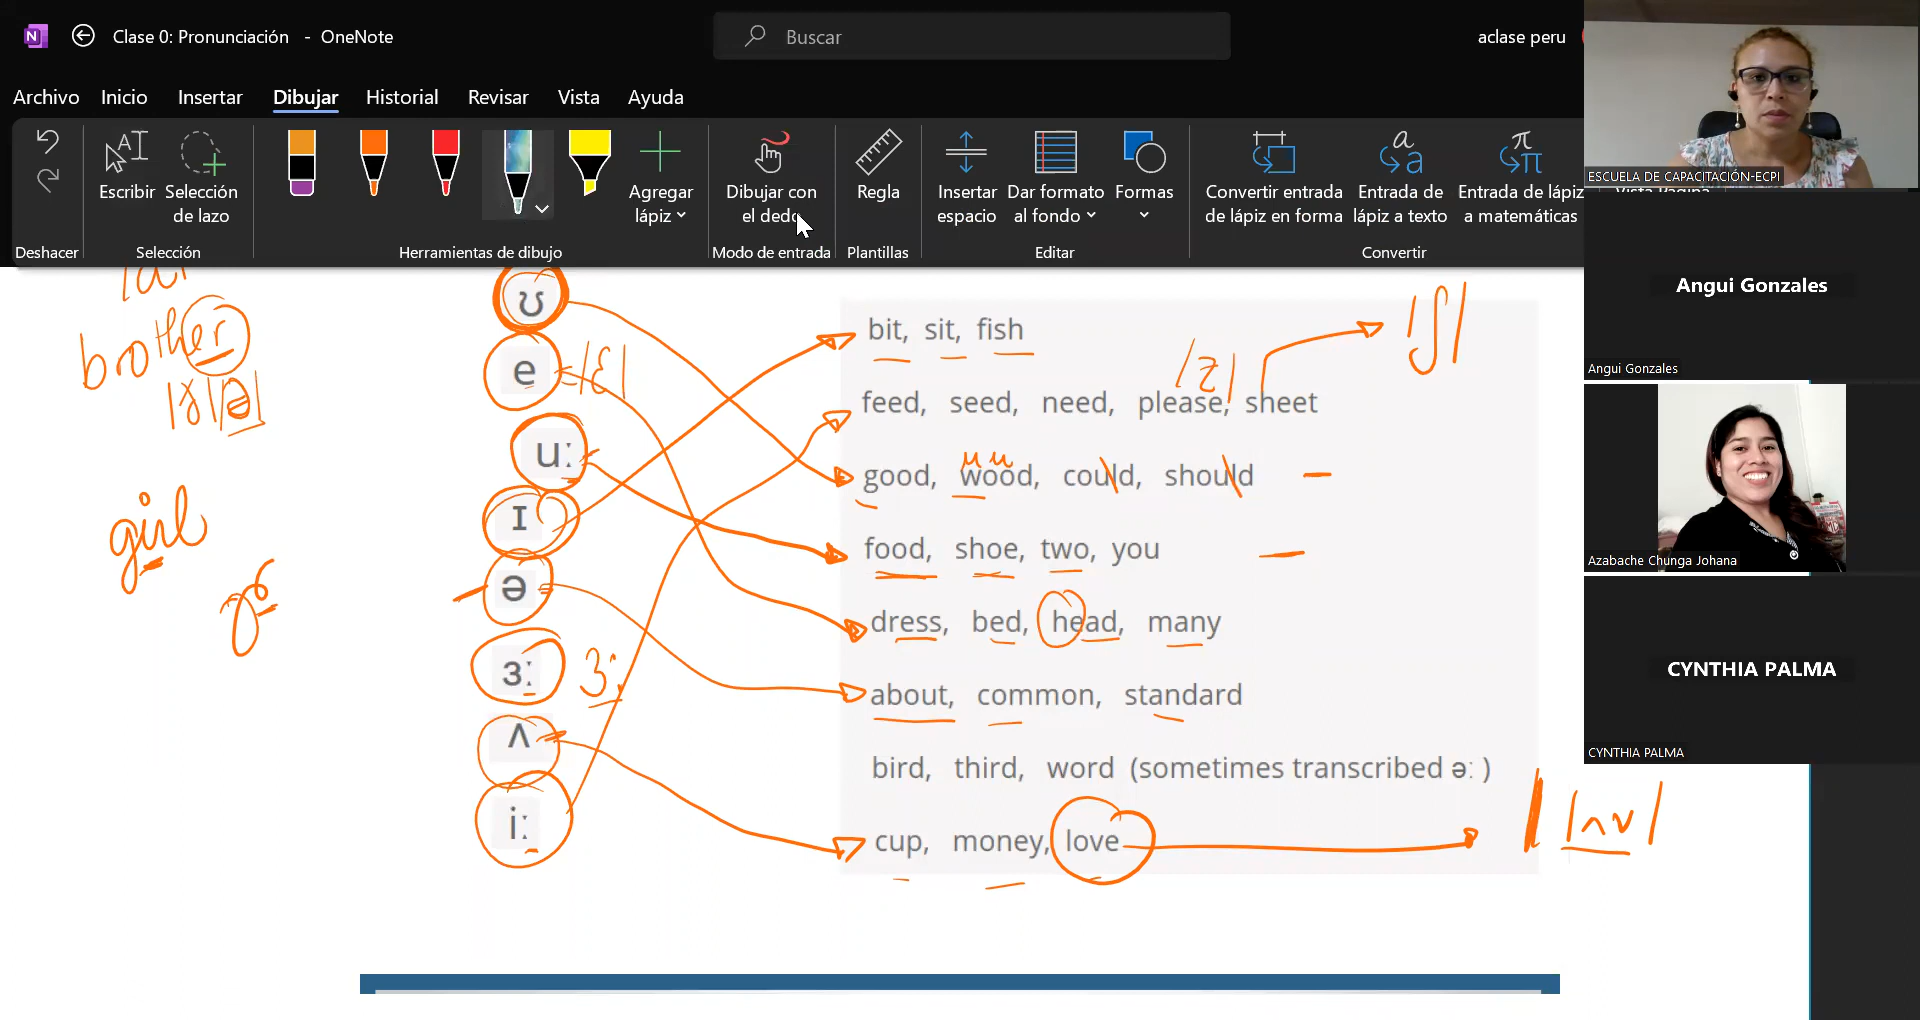 Clase 0: Pronunciación - OneNote
Buscar
aclase peru
Archivo Inicio Insertar Dibujar Historial Revisar Vista Ayuda
Escribir
Selección de lazo
Agregar lápiz
Dibujar con el dedo
Regla
Insertar espacio
Dar formato al fondo
Formas
Convertir entrada de lápiz en forma
Entrada de lápiz a texto
Entrada de lápiz a matemáticas
Deshacer Selección Herramientas de dibujo Modo de entrada Plantillas Editar Convertir
ESCUELA DE CAPACITACIÓN-ECPI
Angui Gonzales
Angui Gonzales
Azabache Chunga Johana
CYNTHIA PALMA
CYNTHIA PALMA
brother
girl
ʊ
e /ɛ/
uː
ɪ
ə
ɜː 3:
ʌ
iː
bit, sit, fish
/z/ /ʃ/
feed, seed, need, please, sheet
good, wood, could, should
food, shoe, two, you
dress, bed, head, many
about, common, standard
bird, third, word (sometimes transcribed əː )
cup, money, love